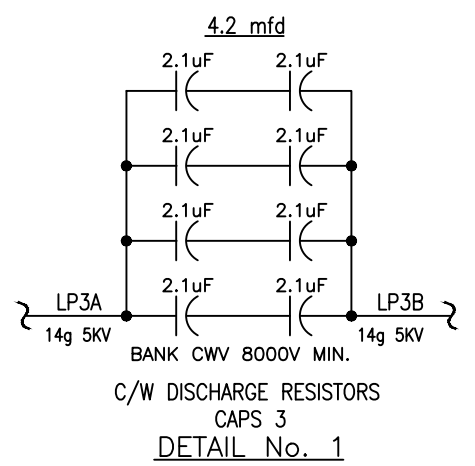 4.2 mfd
2.1uF 2.1uF
2.1uF 2.1uF
2.1uF 2.1uF
2.1uF 2.1uF
LP3A LP3B
14g 5KV 14g 5KV
BANK CWV 8000V MIN.
C/W DISCHARGE RESISTORS
CAPS 3
DETAIL No. 1